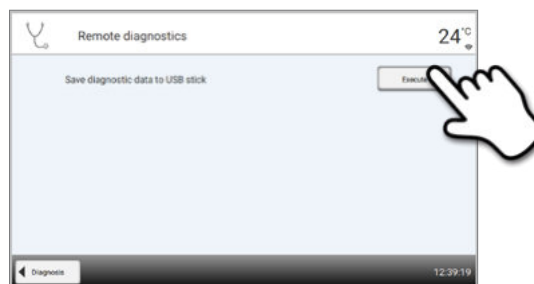 Remote diagnostics
24°C
Save diagnostic data to USB stick
Execute
Diagnosis
12:39:19